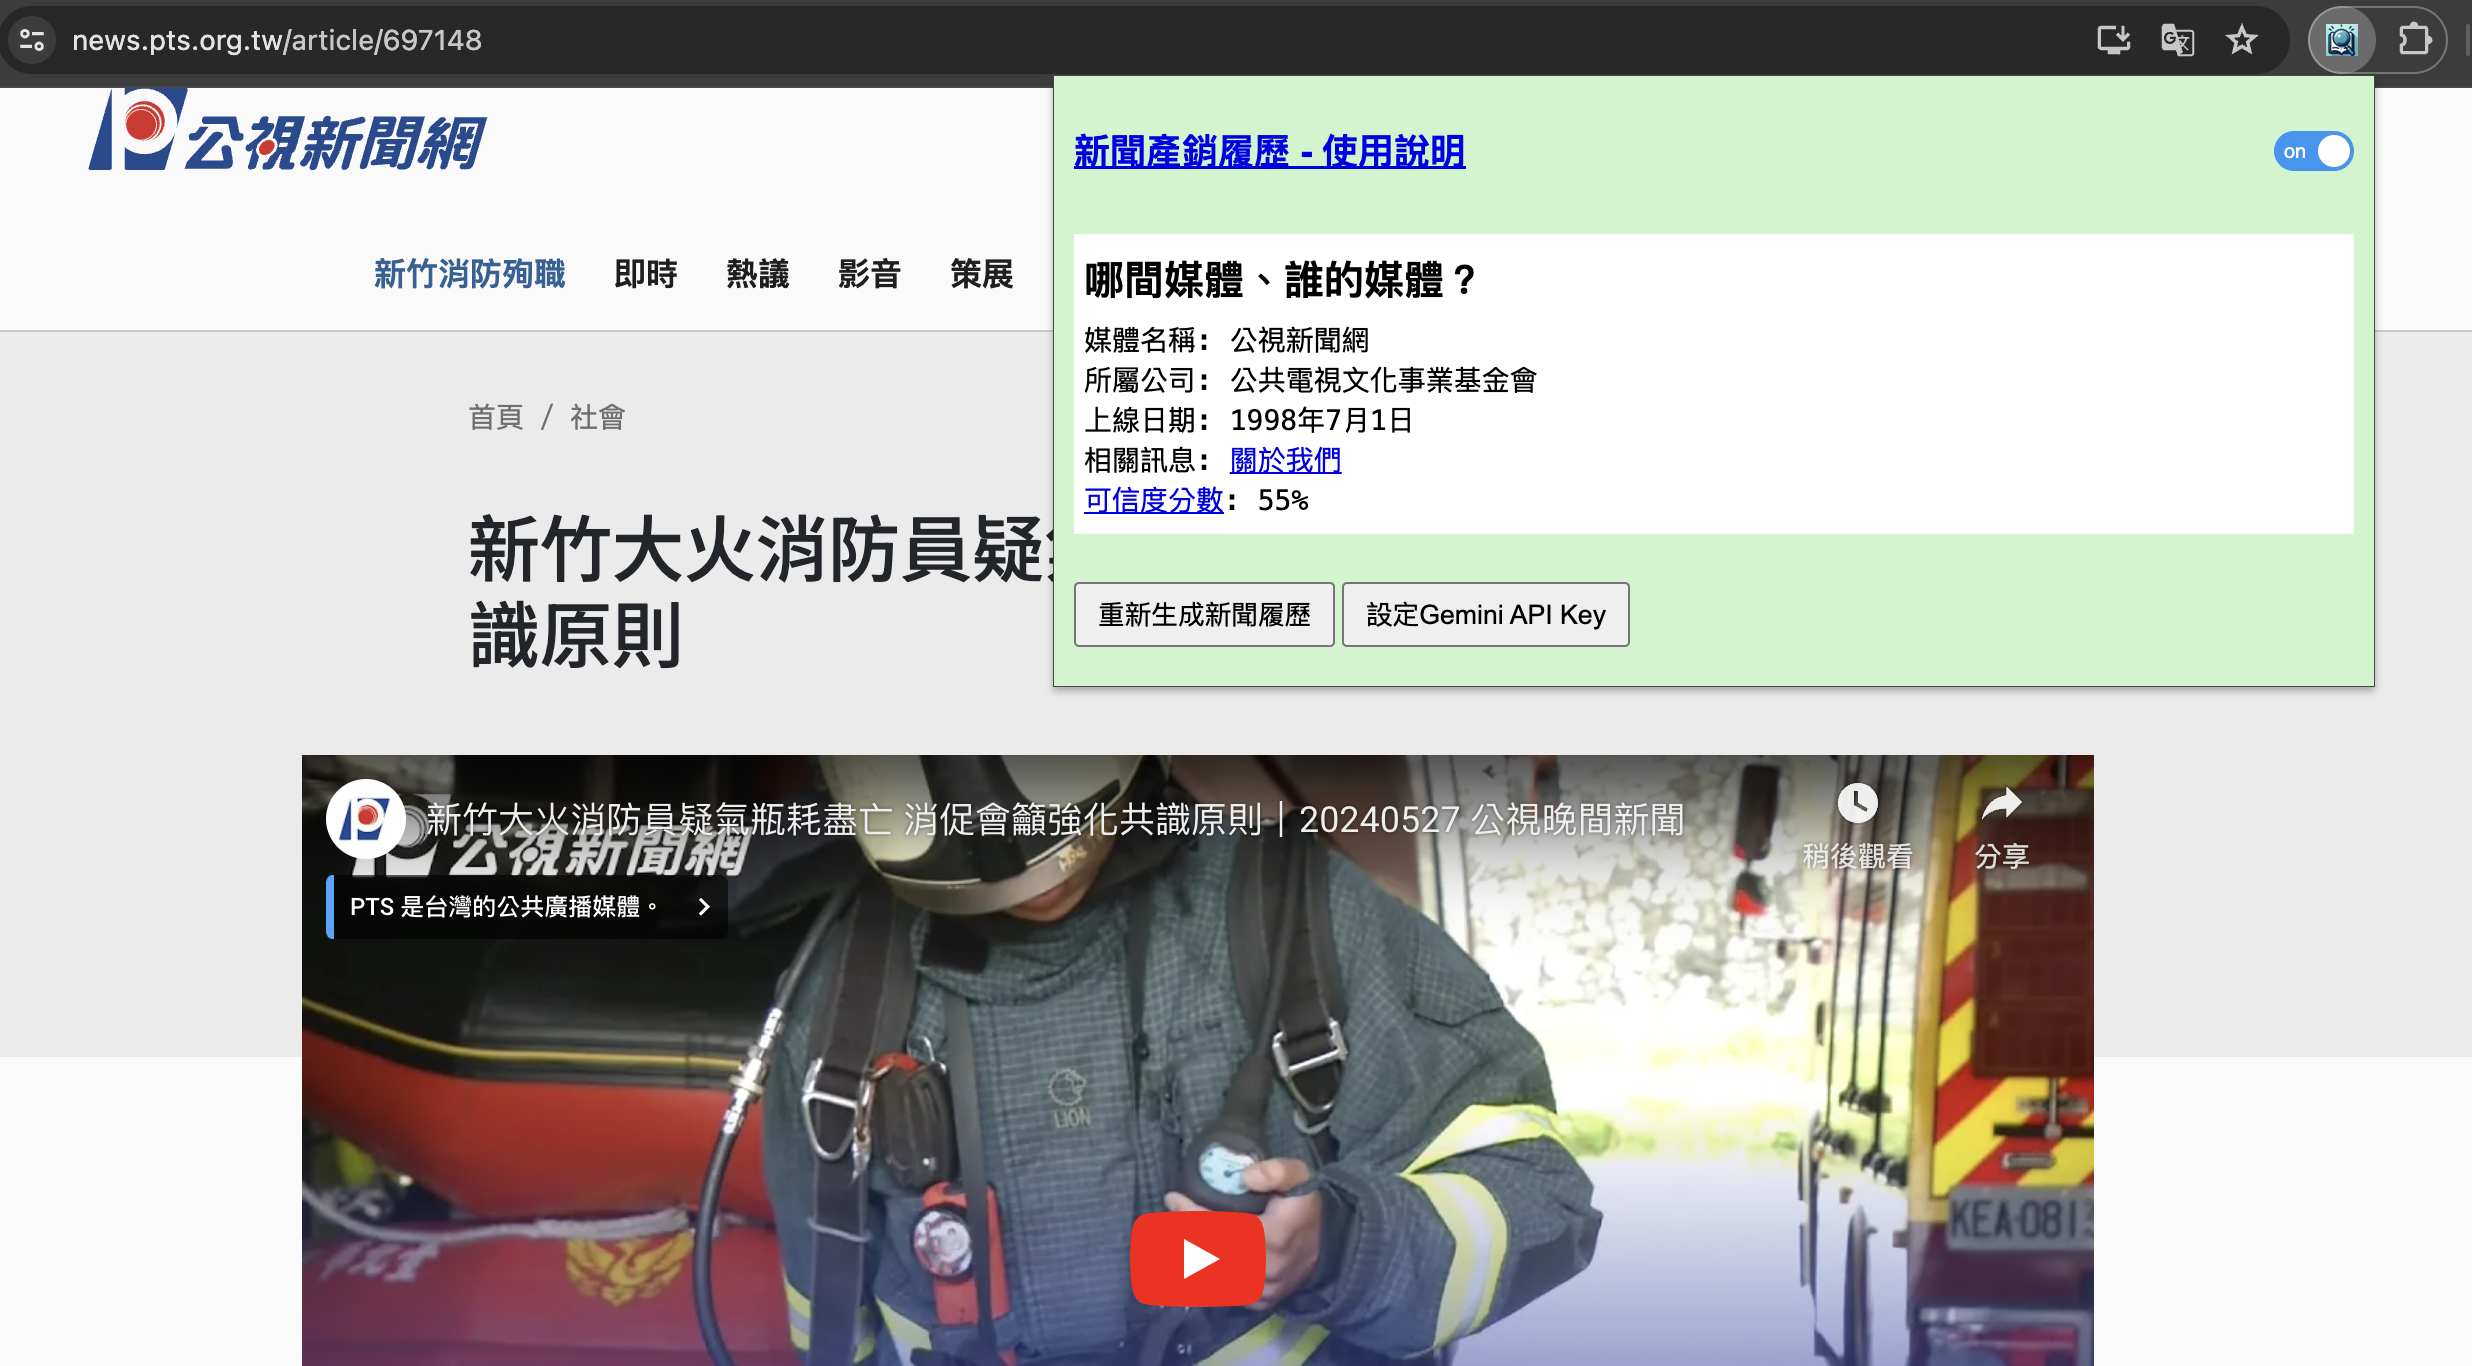 news.pts.org.tw/article/697148
公視新聞網
新竹消防殉職 即時 熱議 影音 策展
新聞產銷履歷 - 使用說明
on
哪間媒體、誰的媒體？
媒體名稱： 公視新聞網
所屬公司： 公共電視文化事業基金會
上線日期： 1998年7月1日
相關訊息： 關於我們
可信度分數： 55%
重新生成新聞履歷 設定Gemini API Key
首頁 / 社會
新竹大火消防員疑
識原則
新竹大火消防員疑氣瓶耗盡亡 消促會籲強化共識原則｜20240527 公視晚間新聞
公視新聞網
稍後觀看 分享
PTS 是台灣的公共廣播媒體。
LION